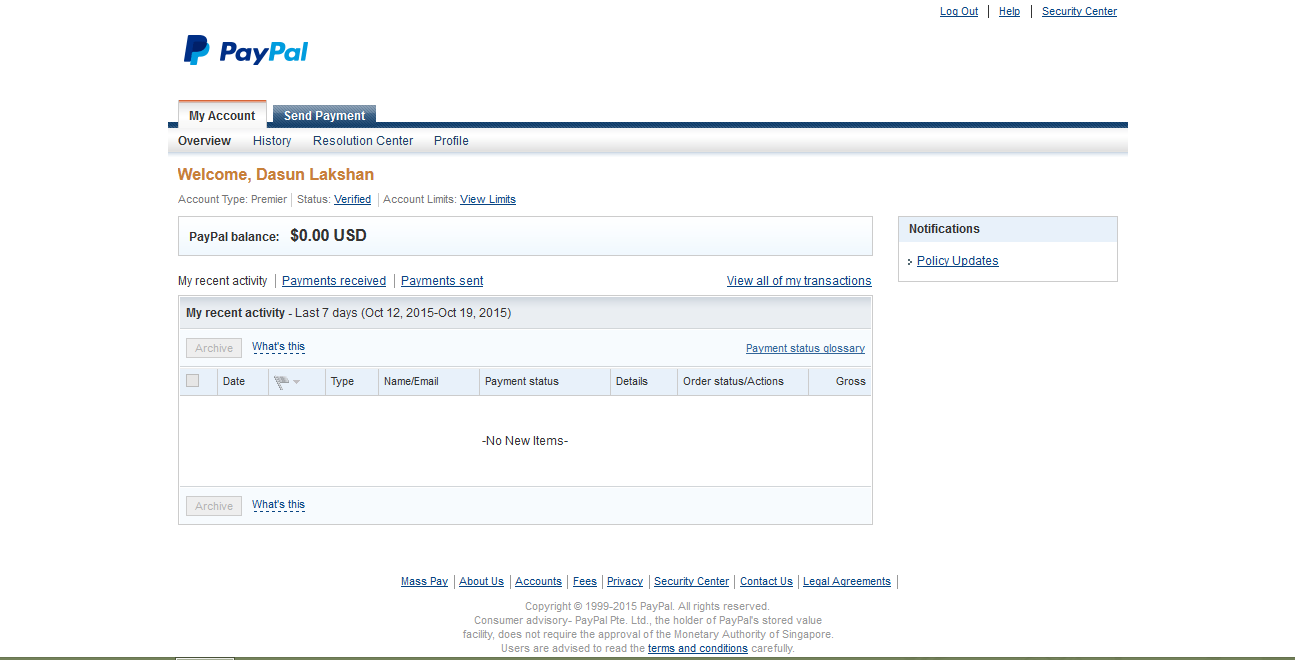 Log Out | Help | Security Center
PayPal
My Account Send Payment
Overview History Resolution Center Profile
Welcome, Dasun Lakshan
Account Type: Premier | Status: Verified | Account Limits: View Limits
PayPal balance: $0.00 USD
Notifications
Policy Updates
My recent activity | Payments received | Payments sent View all of my transactions
My recent activity - Last 7 days (Oct 12, 2015-Oct 19, 2015)
Archive What's this Payment status glossary
Date Type Name/Email Payment status Details Order status/Actions Gross
-No New Items-
Archive What's this
Mass Pay | About Us | Accounts | Fees | Privacy | Security Center | Contact Us | Legal Agreements |
Copyright © 1999-2015 PayPal. All rights reserved.
Consumer advisory- PayPal Pte. Ltd., the holder of PayPal's stored value
facility, does not require the approval of the Monetary Authority of Singapore.
Users are advised to read the terms and conditions carefully.